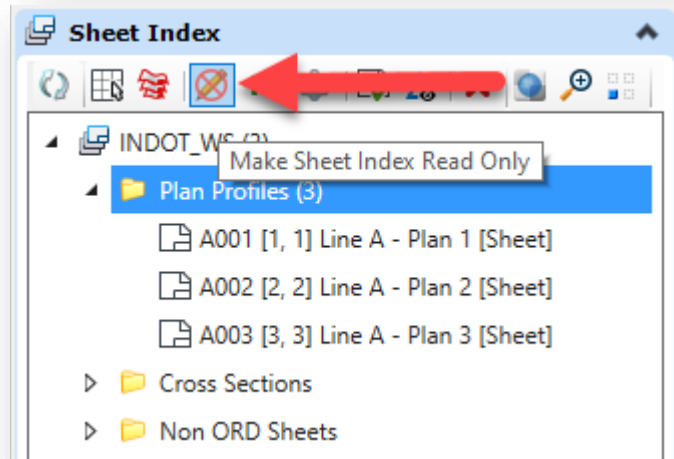 Sheet Index
INDOT_WS (2)
Make Sheet Index Read Only
Plan Profiles (3)
A001 [1, 1] Line A - Plan 1 [Sheet]
A002 [2, 2] Line A - Plan 2 [Sheet]
A003 [3, 3] Line A - Plan 3 [Sheet]
Cross Sections
Non ORD Sheets